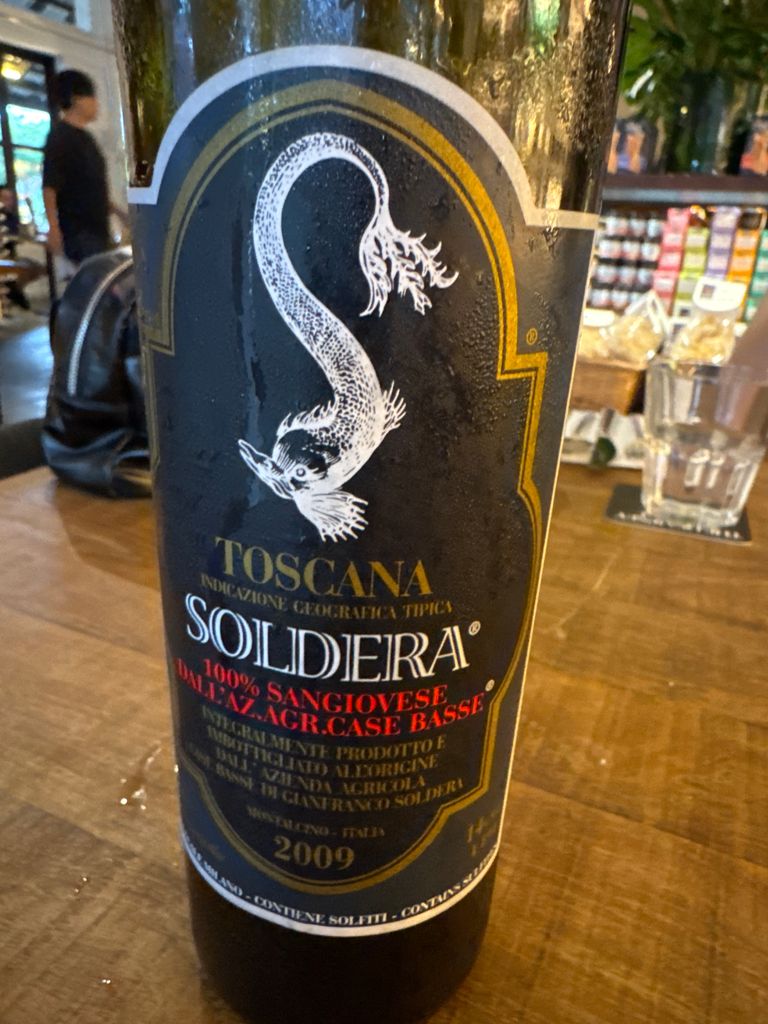 ®
TOSCANA
INDICAZIONE GEOGRAFICA TIPICA
SOLDERA®
100% SANGIOVESE
DALL'AZ.AGR.CASE BASSE®
INTEGRALMENTE PRODOTTO E
IMBOTTIGLIATO ALL'ORIGINE
DALL' AZIENDA AGRICOLA
CASE BASSE DI GIANFRANCO SOLDERA
MONTALCINO - ITALIA
2009
MILANO - CONTIENE SOLFITI - CONTAINS